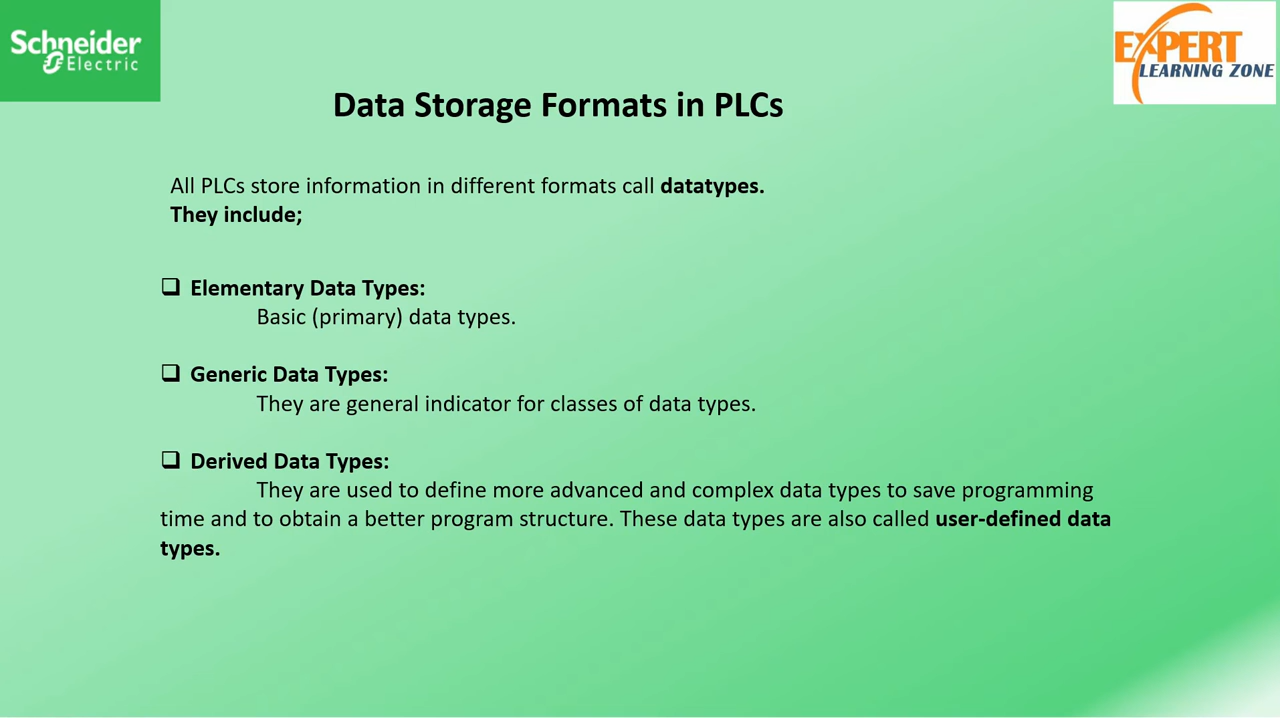 Schneider
Electric
EXPERT
LEARNING ZONE
Data Storage Formats in PLCs
All PLCs store information in different formats call datatypes.
They include;
Elementary Data Types:
Basic (primary) data types.
Generic Data Types:
They are general indicator for classes of data types.
Derived Data Types:
They are used to define more advanced and complex data types to save programming
time and to obtain a better program structure. These data types are also called user-defined data
types.